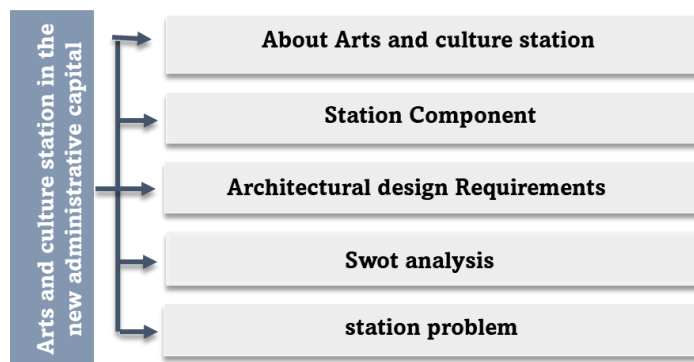 Arts and culture station in the
new administrative capital
About Arts and culture station
Station Component
Architectural design Requirements
Swot analysis
station problem